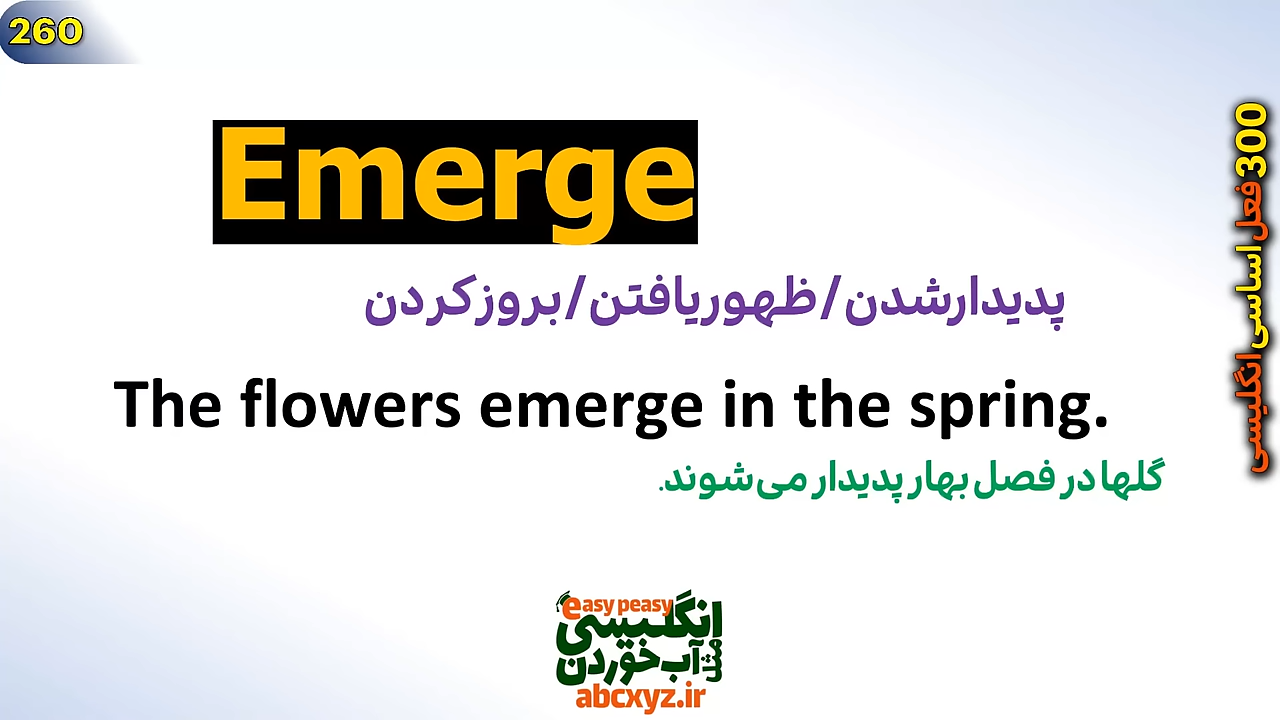 260
Emerge
پدیدارشدن/ظهوریافتن/بروزکردن
The flowers emerge in the spring.
گلها در فصل بهار پدیدار می‌شوند.
300 فعل اساسی انگلیسی
easy peasy
انگلیسی
مثل
آب خوردن
abcxyz.ir